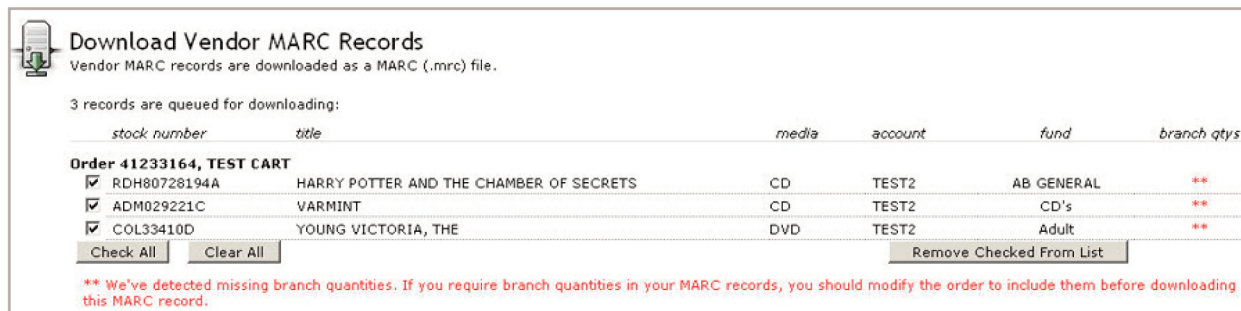 Download Vendor MARC Records
Vendor MARC records are downloaded as a MARC (.mrc) file.
3 records are queued for downloading:
stock number title media account fund branch qtys
Order 41233164, TEST CART
RDH80728194A HARRY POTTER AND THE CHAMBER OF SECRETS CD TEST2 AB GENERAL **
ADM029221C VARMINT CD TEST2 CD's **
COL33410D YOUNG VICTORIA, THE DVD TEST2 Adult **
Check All Clear All Remove Checked From List
** We've detected missing branch quantities. If you require branch quantities in your MARC records, you should modify the order to include them before downloading
this MARC record.